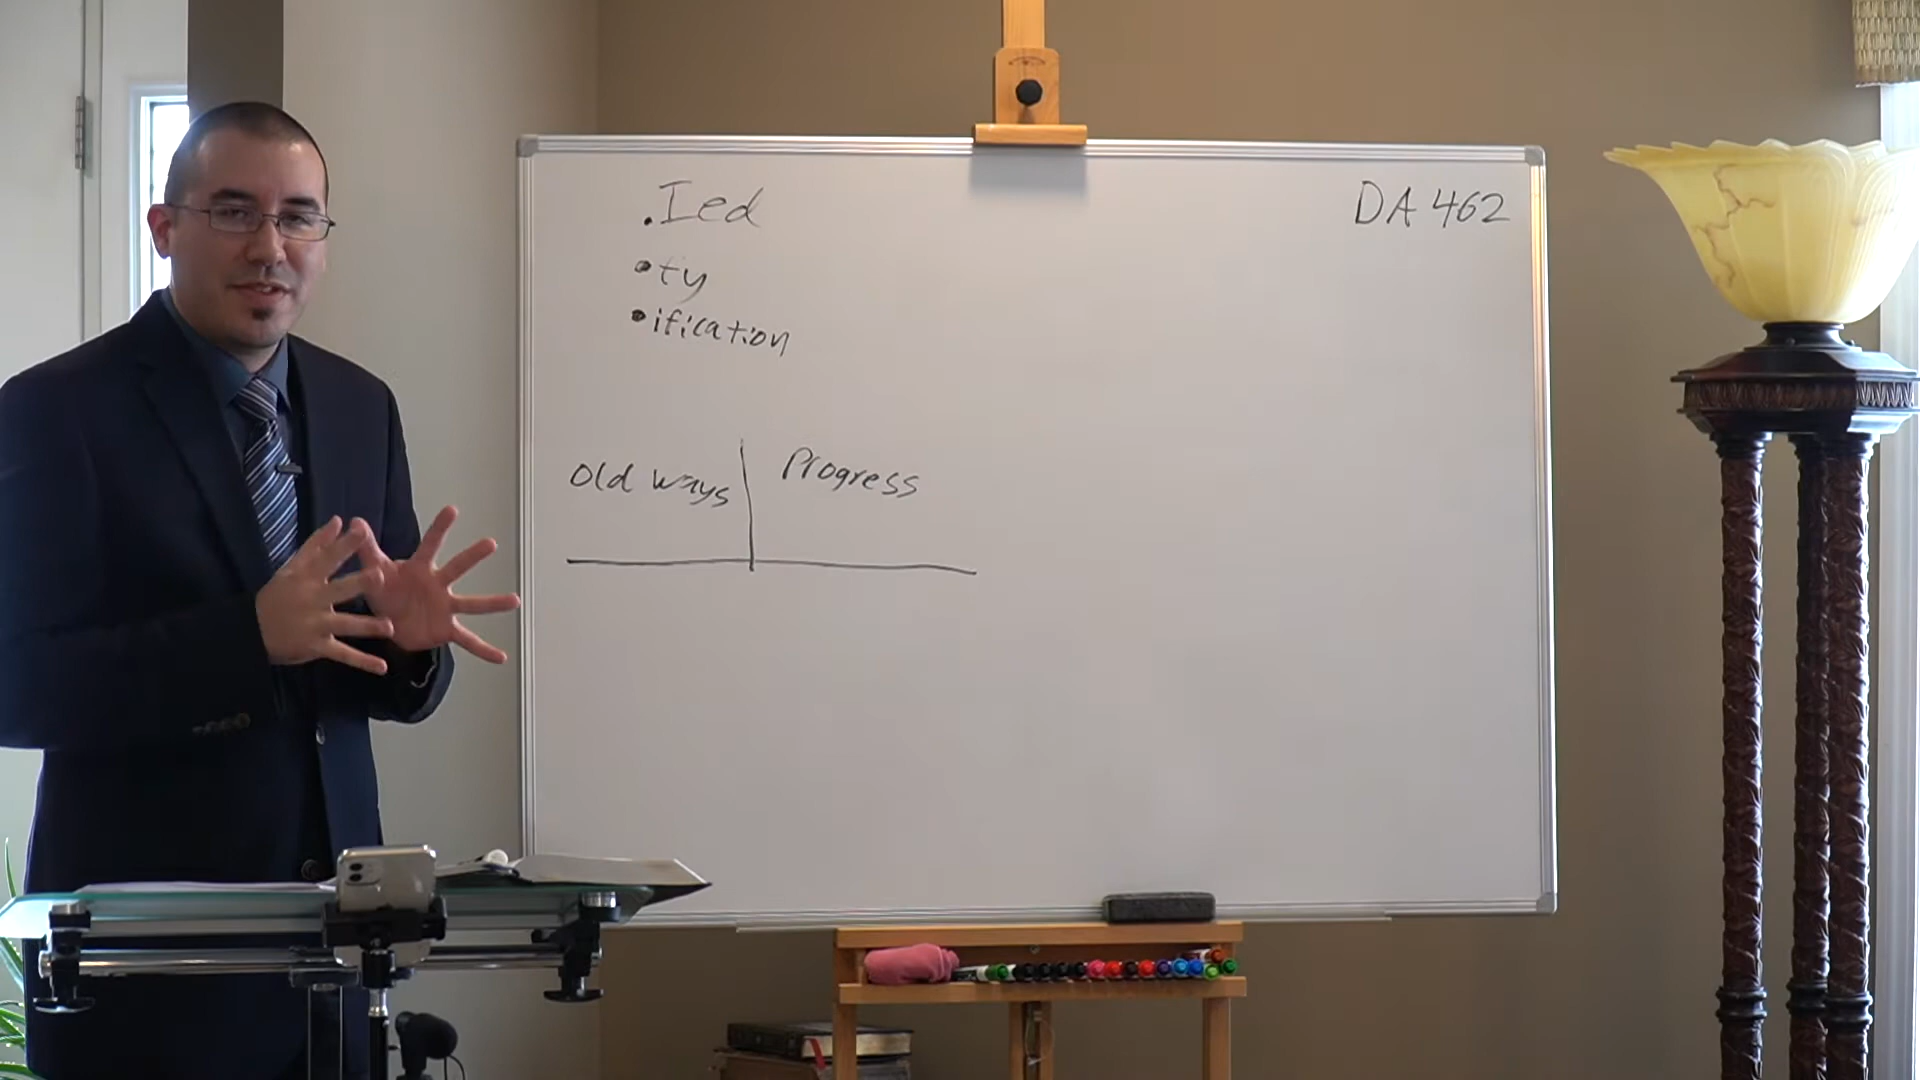 .Ied
DA 462
•ty
•ification
Old ways
Progress